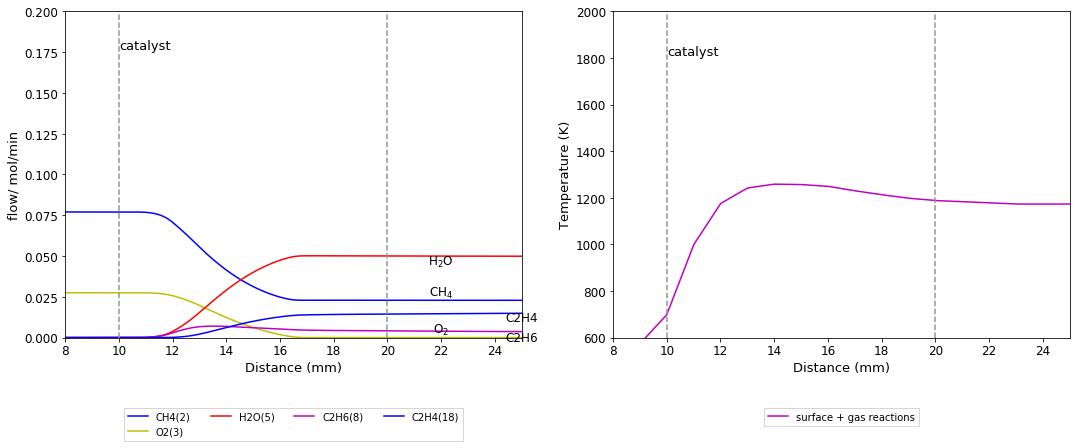 0.200
0.175
0.150
0.125
0.100
0.075
0.050
0.025
0.000
flow/ mol/min
catalyst
H₂O
CH₄
C2H4
O₂
C2H6
8 10 12 14 16 18 20 22 24
Distance (mm)
CH4(2) H2O(5) C2H6(8) C2H4(18)
O2(3)
2000
1800
1600
1400
1200
1000
800
600
Temperature (K)
catalyst
8 10 12 14 16 18 20 22 24
Distance (mm)
surface + gas reactions